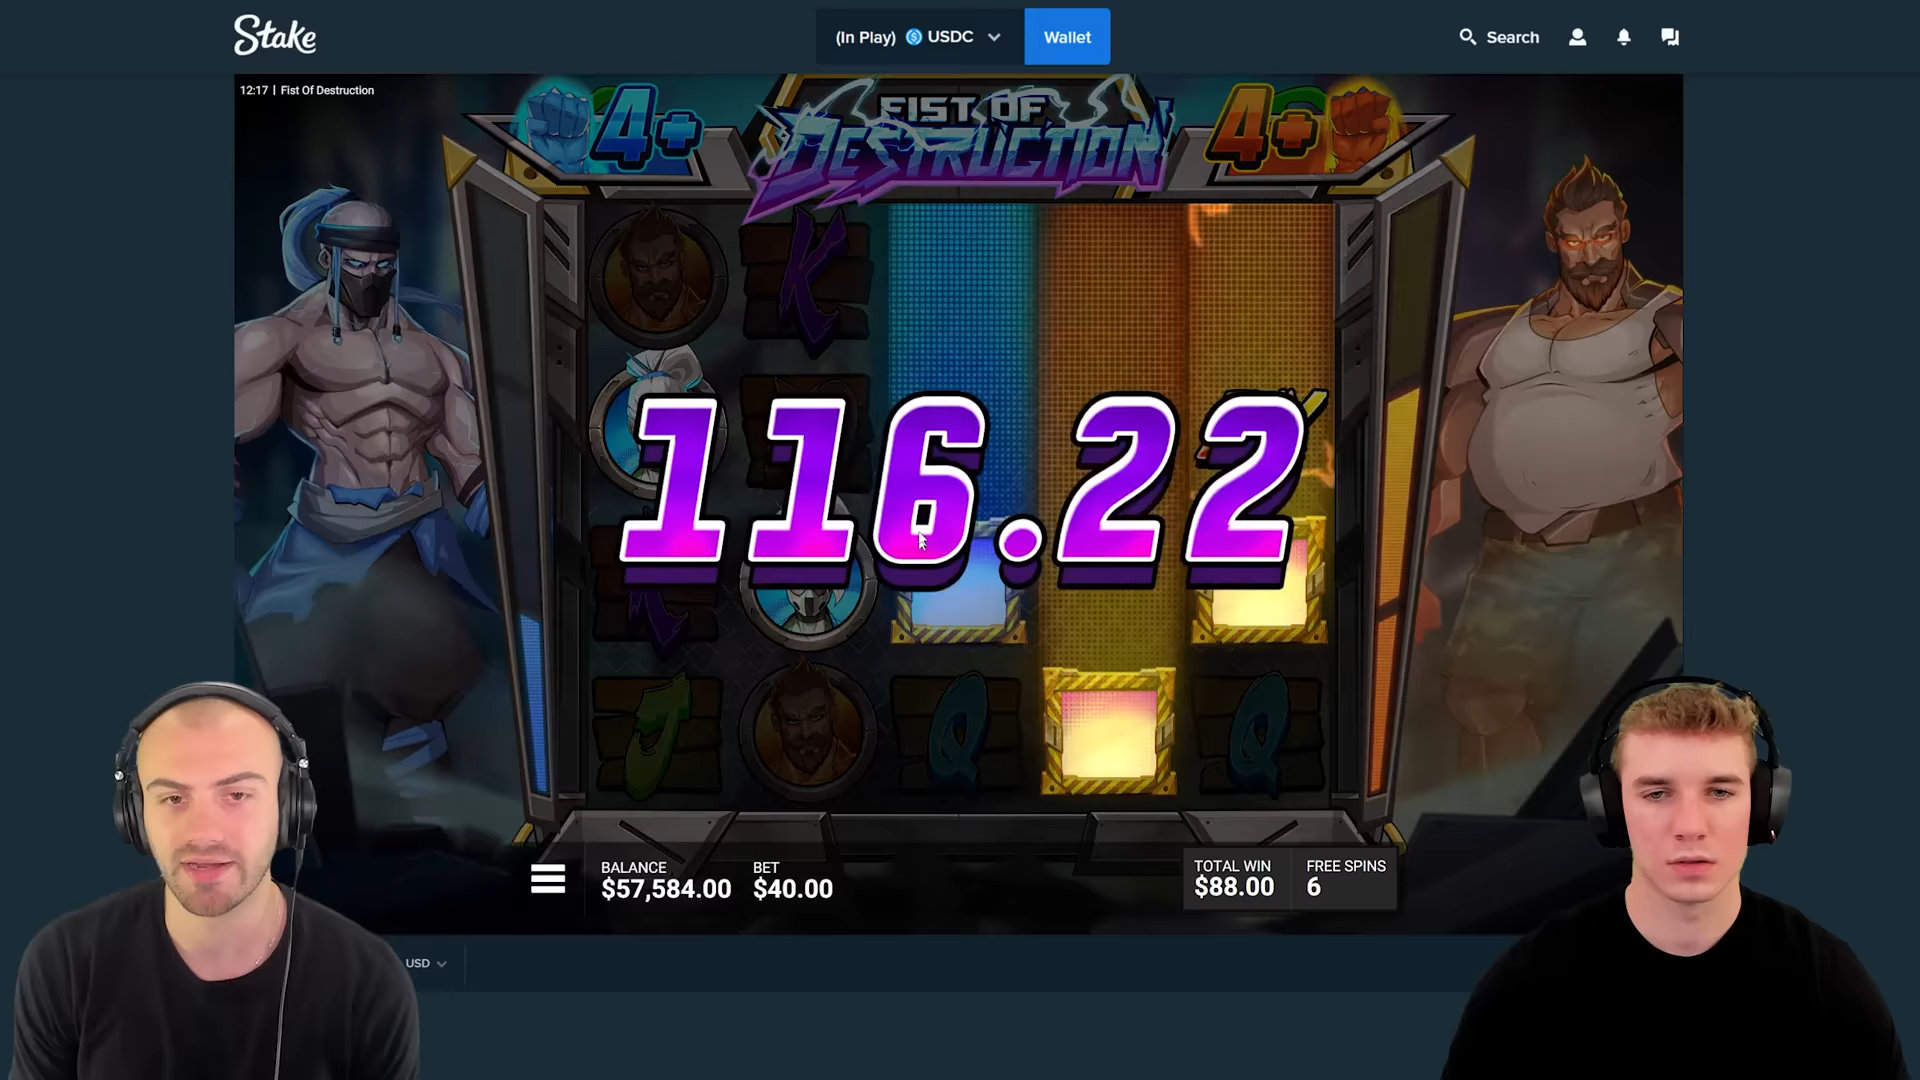 Stake
(In Play) USDC
Wallet
Search
12:17 | Fist Of Destruction
4+
FIST OF
DESTRUCTION
4+
K
116.22
J
Q
Q
BALANCE
$57,584.00
BET
$40.00
TOTAL WIN
$88.00
FREE SPINS
6
USD